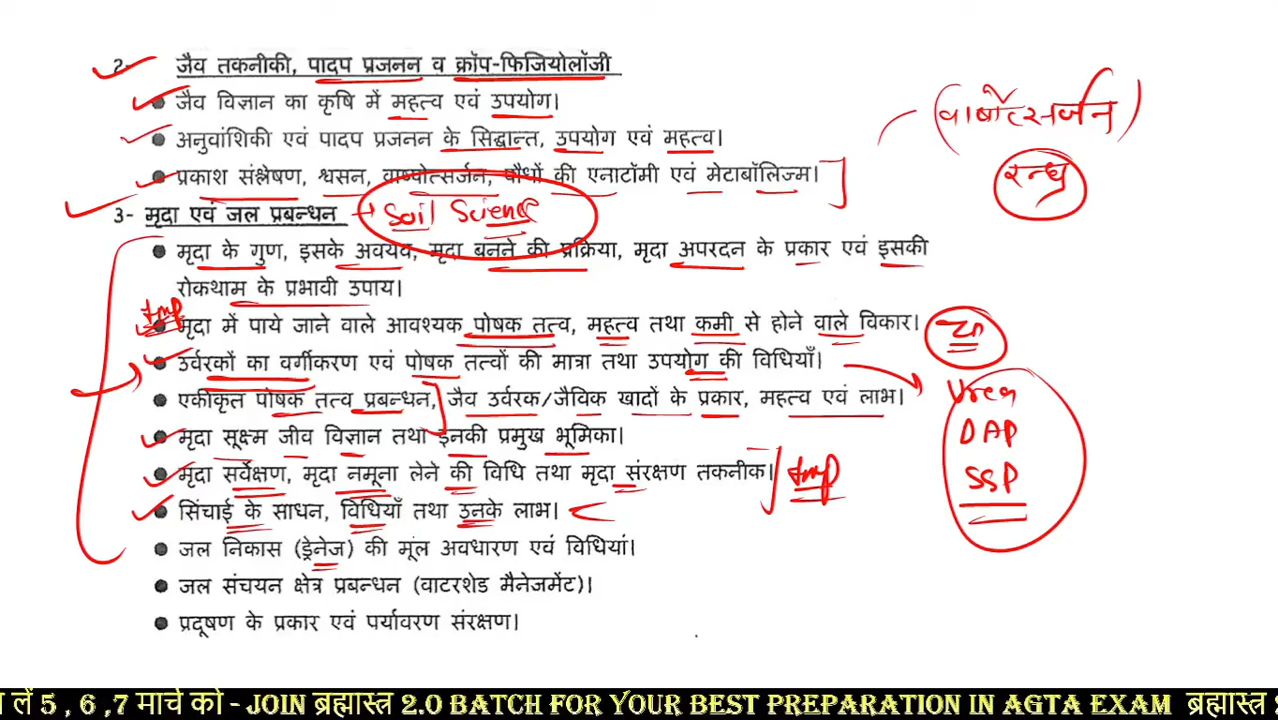 2- जैव तकनीकी, पादप प्रजनन व क्रॉप-फिजियोलॉजी
● जैव विज्ञान का कृषि में महत्व एवं उपयोग।
● अनुवांशिकी एवं पादप प्रजनन के सिद्धान्त, उपयोग एवं महत्व।
● प्रकाश संश्लेषण, श्वसन, वाष्पोत्सर्जन, पौधों की एनाटॉमी एवं मेटाबॉलिज्म।
(वाष्पोत्सर्जन)
रन्ध्र
3- मृदा एवं जल प्रबन्धन → Soil Science
● मृदा के गुण, इसके अवयव, मृदा बनने की प्रक्रिया, मृदा अपरदन के प्रकार एवं इसकी
रोकथाम के प्रभावी उपाय।
Imp
● मृदा में पाये जाने वाले आवश्यक पोषक तत्व, महत्व तथा कमी से होने वाले विकार।
Zn
● उर्वरकों का वर्गीकरण एवं पोषक तत्वों की मात्रा तथा उपयोग की विधियाँ।
Urea
DAP
SSP
● एकीकृत पोषक तत्व प्रबन्धन, जैव उर्वरक/जैविक खादों के प्रकार, महत्व एवं लाभ।
● मृदा सूक्ष्म जीव विज्ञान तथा इनकी प्रमुख भूमिका।
● मृदा सर्वेक्षण, मृदा नमूना लेने की विधि तथा मृदा संरक्षण तकनीक।
Imp
● सिंचाई के साधन, विधियाँ तथा उनके लाभ।
● जल निकास (ड्रेनेज) की मूंल अवधारण एवं विधियां।
● जल संचयन क्षेत्र प्रबन्धन (वाटरशेड मैनेजमेंट)।
● प्रदूषण के प्रकार एवं पर्यावरण संरक्षण।
लें 5 , 6 ,7 मार्च को - JOIN ब्रह्मास्त्र 2.0 BATCH FOR YOUR BEST PREPARATION IN AGTA EXAM ब्रह्मास्त्र